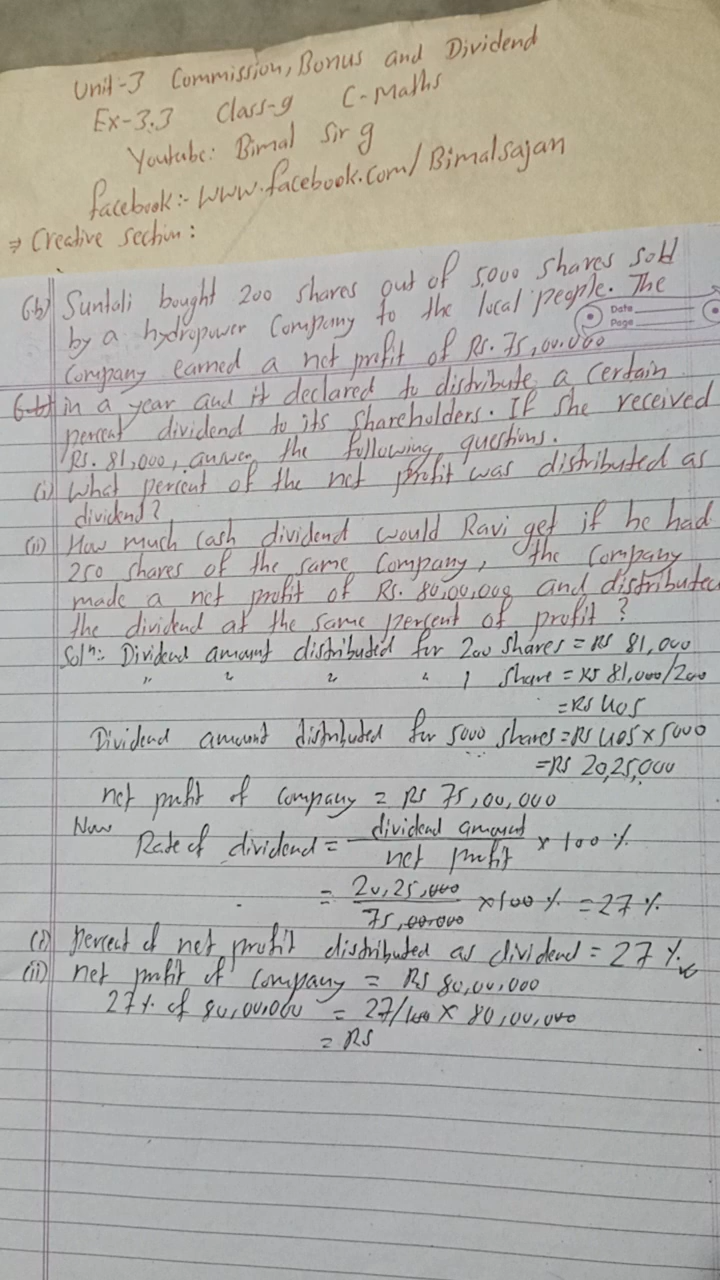 Unit-3 Commission, Bonus and Dividend
Ex-3.3 Class-9 C-Maths
Youtube: Bimal Sir g
facebook:- www.facebook.com/Bimalsajan
⇒ Creative section:
6b) Suntali bought 200 shares out of 5000 shares sold
by a hydropower Company to the local people. The
Date
Page
Company earned a net profit of Rs. 75,00,000
in a year and it declared to distribute a certain
percent dividend to its shareholders. If she received
Rs. 81,000, answer the following questions.
(i) What percent of the net profit was distributed as
dividend?
(ii) How much cash dividend would Ravi get if he had
250 shares of the same Company, the Company
made a net profit of Rs. 80,00,000 and distributed
the dividend at the same percent of profit?
Solⁿ:- Dividend amount distributed for 200 shares = RS 81,000
" " " " 1 share = RS 81,000/200
= RS 405
Dividend amount distributed for 5000 shares = RS 405 × 5000
= RS 20,25,000
net profit of Company = RS 75,00,000
Now
Rate of dividend = dividend amount / net profit × 100 %
= 20,25,000 / 75,00,000 × 100 % = 27 %
(i) Percent of net profit distributed as dividend = 27 %
(ii) net profit of Company = RS 80,00,000
27% of 80,00,000 = 27/100 × 80,00,000
= RS